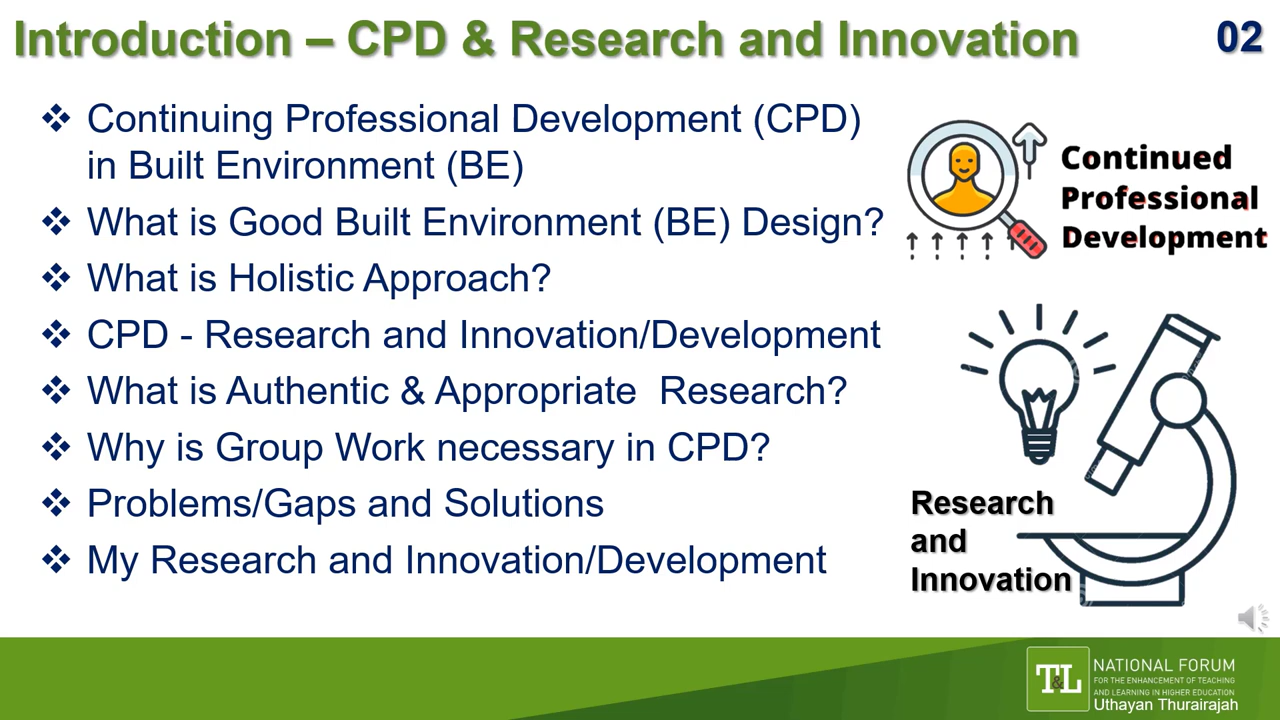 Introduction – CPD & Research and Innovation
02
❖ Continuing Professional Development (CPD)
in Built Environment (BE)
❖ What is Good Built Environment (BE) Design?
❖ What is Holistic Approach?
❖ CPD - Research and Innovation/Development
❖ What is Authentic & Appropriate  Research?
❖ Why is Group Work necessary in CPD?
❖ Problems/Gaps and Solutions
❖ My Research and Innovation/Development
Continued
Professional
Development
Research
and
Innovation
T&L
NATIONAL FORUM
FOR THE ENHANCEMENT OF TEACHING
AND LEARNING IN HIGHER EDUCATION
Uthayan Thurairajah